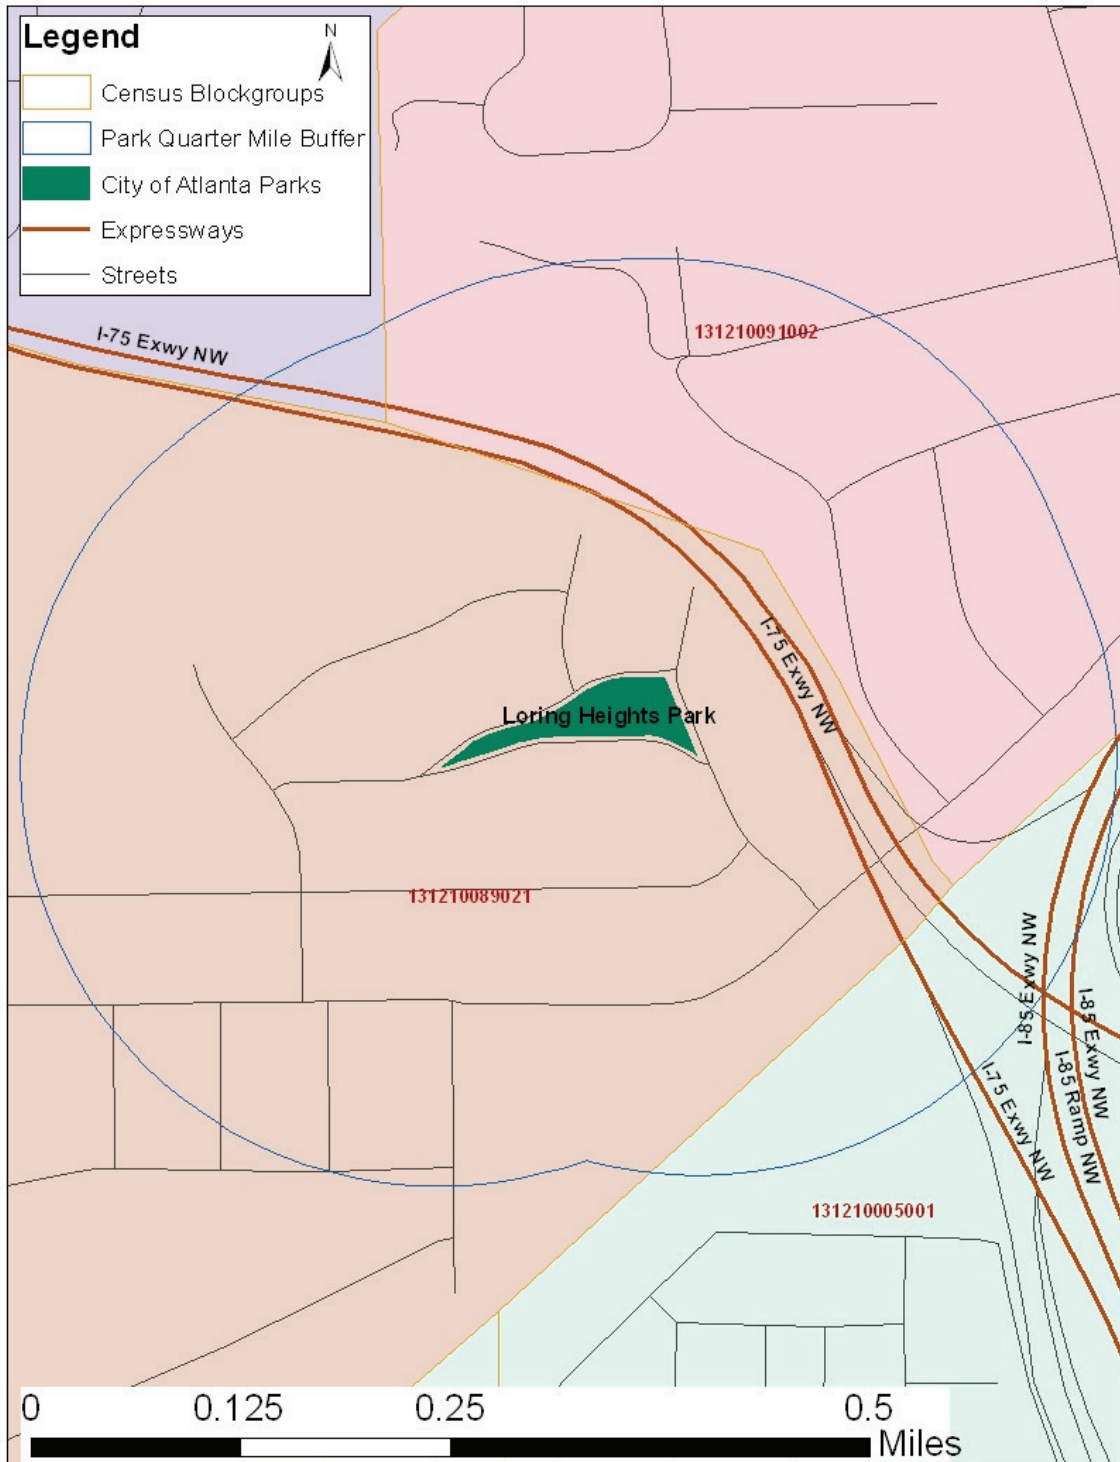 Legend
N
Census Blockgroups
Park Quarter Mile Buffer
City of Atlanta Parks
Expressways
Streets
I-75 Exwy NW
131210091002
I-75 Exwy NW
Loring Heights Park
131210089021
I-85 Exwy NW
I-85 Exwy NW
I-85 Ramp NW
I-75 Exwy NW
131210005001
0 0.125 0.25 0.5
Miles